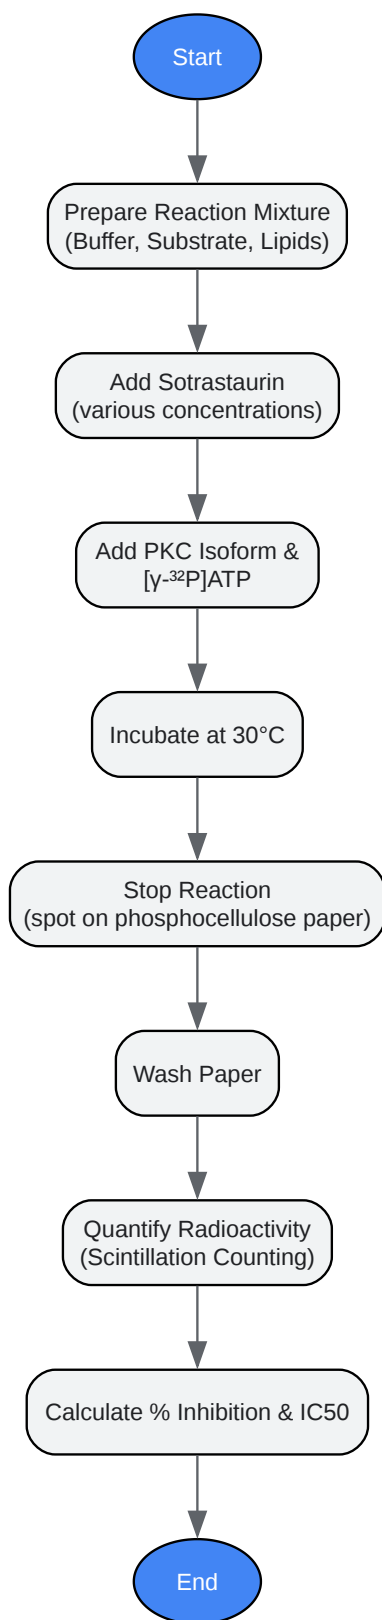 Start
Prepare Reaction Mixture
(Buffer, Substrate, Lipids)
Add Sotrastaurin
(various concentrations)
Add PKC Isoform &
[γ-³²P]ATP
Incubate at 30°C
Stop Reaction
(spot on phosphocellulose paper)
Wash Paper
Quantify Radioactivity
(Scintillation Counting)
Calculate % Inhibition & IC50
End